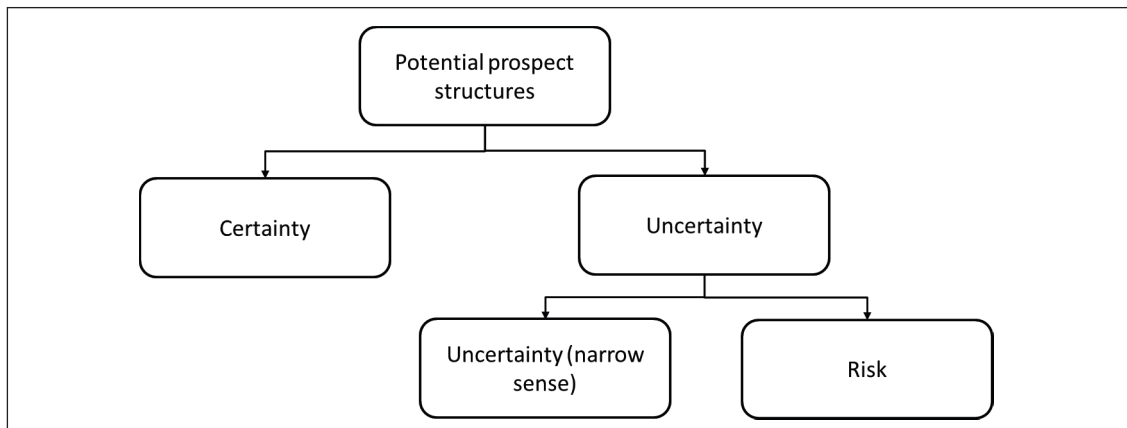 Potential prospect
structures
Certainty
Uncertainty
Uncertainty (narrow
sense)
Risk